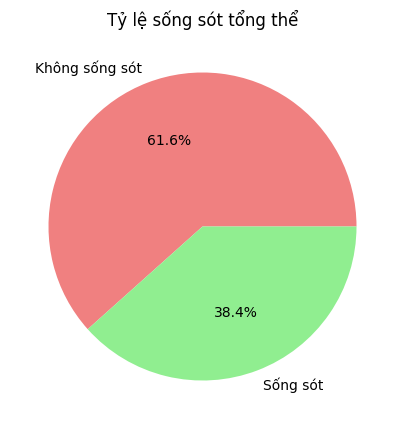 Tỷ lệ sống sót tổng thể
Không sống sót
61.6%
38.4%
Sống sót